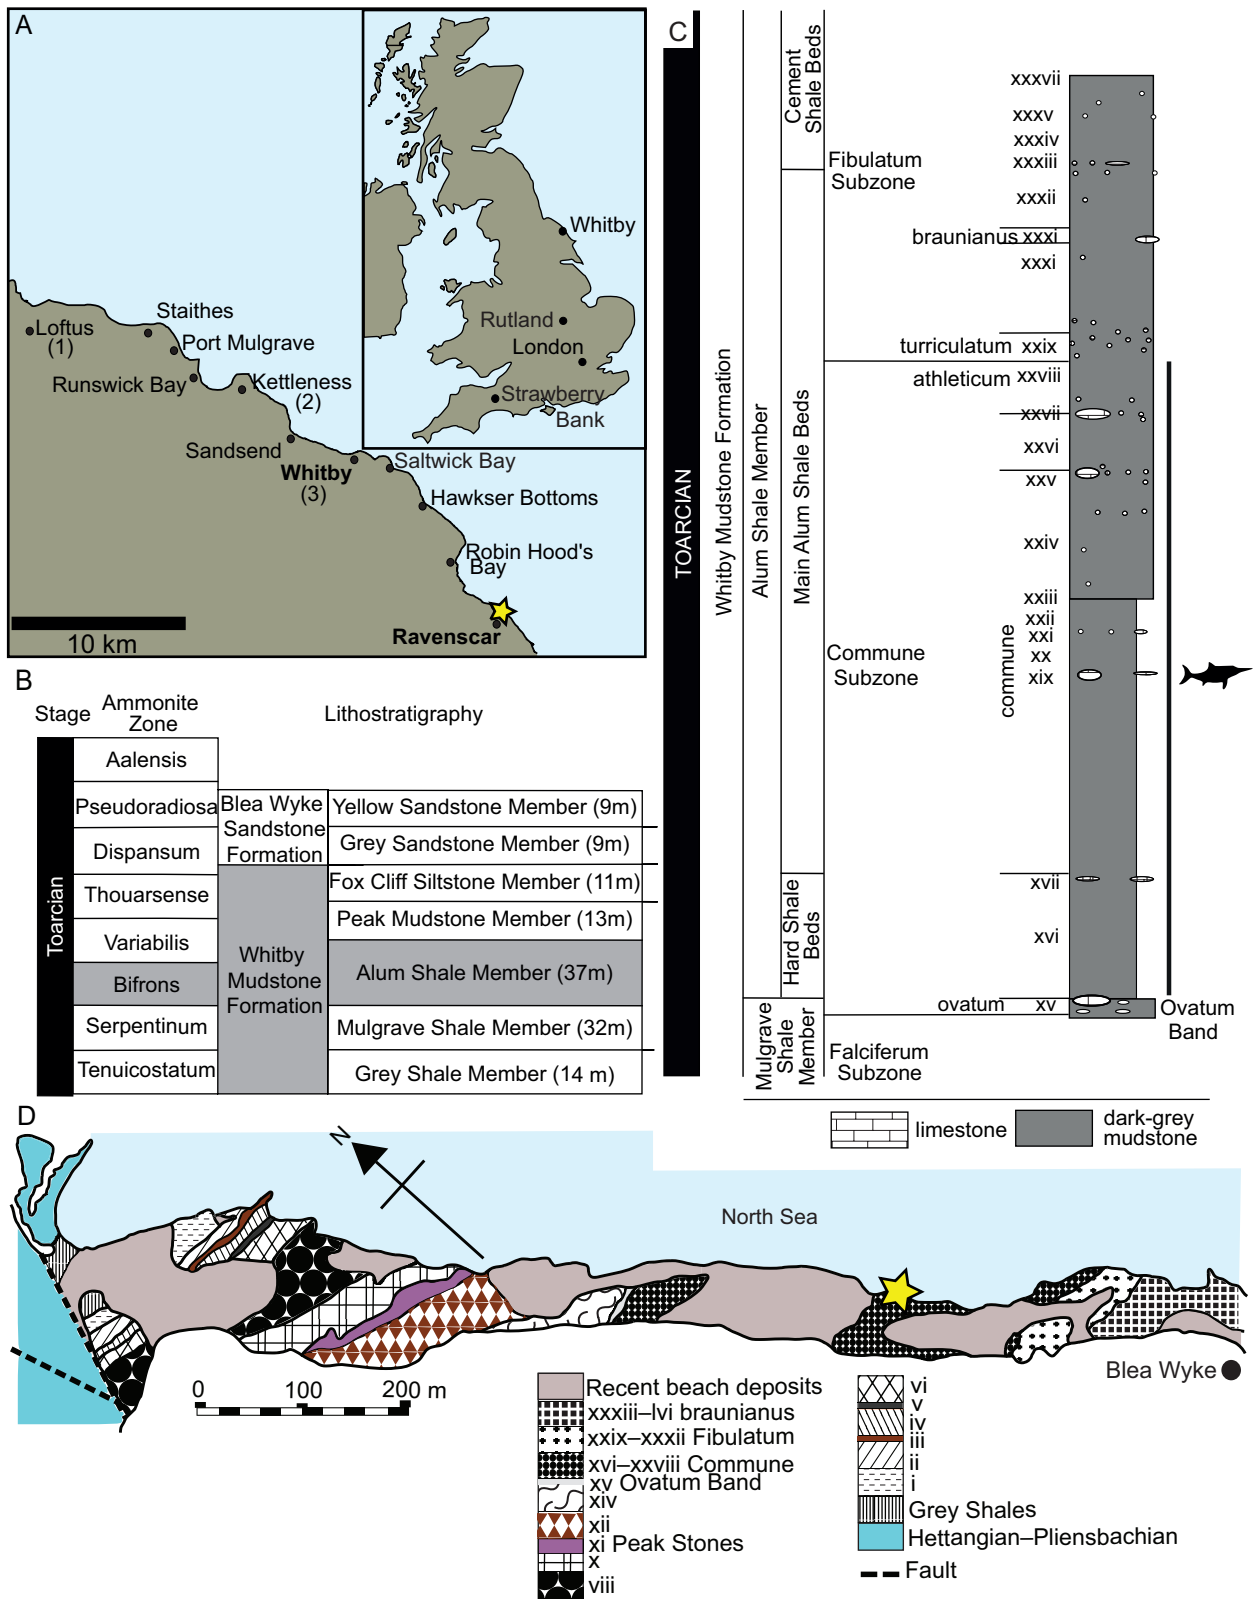 A
Whitby
Rutland
London
Strawberry
Bank
Loftus
(1)
Staithes
Port Mulgrave
Runswick Bay
Kettleness
(2)
Sandsend
Whitby
(3)
Saltwick Bay
Hawkser Bottoms
Robin Hood's
Bay
Ravenscar
10 km
B
Stage
Ammonite
Zone
Lithostratigraphy
Toarcian
Aalensis
Pseudoradiosa
Dispansum
Thouarsense
Variabilis
Bifrons
Serpentinum
Tenuicostatum
Blea Wyke
Sandstone
Formation
Whitby
Mudstone
Formation
Yellow Sandstone Member (9m)
Grey Sandstone Member (9m)
Fox Cliff Siltstone Member (11m)
Peak Mudstone Member (13m)
Alum Shale Member (37m)
Mulgrave Shale Member (32m)
Grey Shale Member (14 m)
C
TOARCIAN
Whitby Mudstone Formation
Alum Shale Member
Mulgrave
Shale
Member
Cement
Shale Beds
Main Alum Shale Beds
Hard Shale
Beds
Fibulatum
Subzone
Commune
Subzone
Falciferum
Subzone
braunianus
turriculatum
athleticum
commune
ovatum
xxxvii
xxxv
xxxiv
xxxiii
xxxii
xxxi
xxxi
xxix
xxviii
xxvii
xxvi
xxv
xxiv
xxiii
xxii
xxi
xx
xix
xvii
xvi
xv
Ovatum
Band
limestone
dark-grey
mudstone
D
N
North Sea
Blea Wyke
0
100
200 m
Recent beach deposits
xxxiii–lvi braunianus
xxix–xxxii Fibulatum
xvi–xxviii Commune
xv Ovatum Band
xiv
xii
xi Peak Stones
x
viii
vi
v
iv
iii
ii
i
Grey Shales
Hettangian–Pliensbachian
Fault